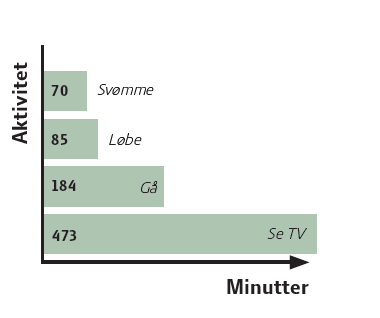 Aktivitet
70 Svømme
85 Løbe
184 Gå
473 Se TV
Minutter